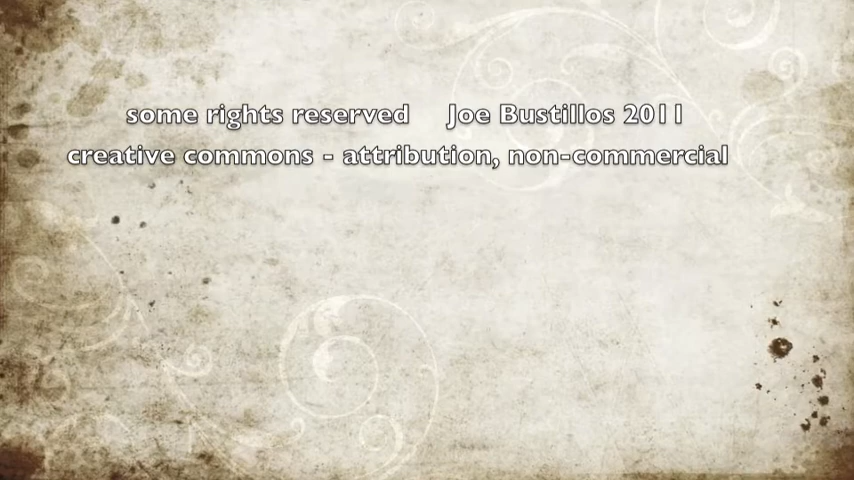 some rights reserved Joe Bustillos 2011
creative commons - attribution, non-commercial